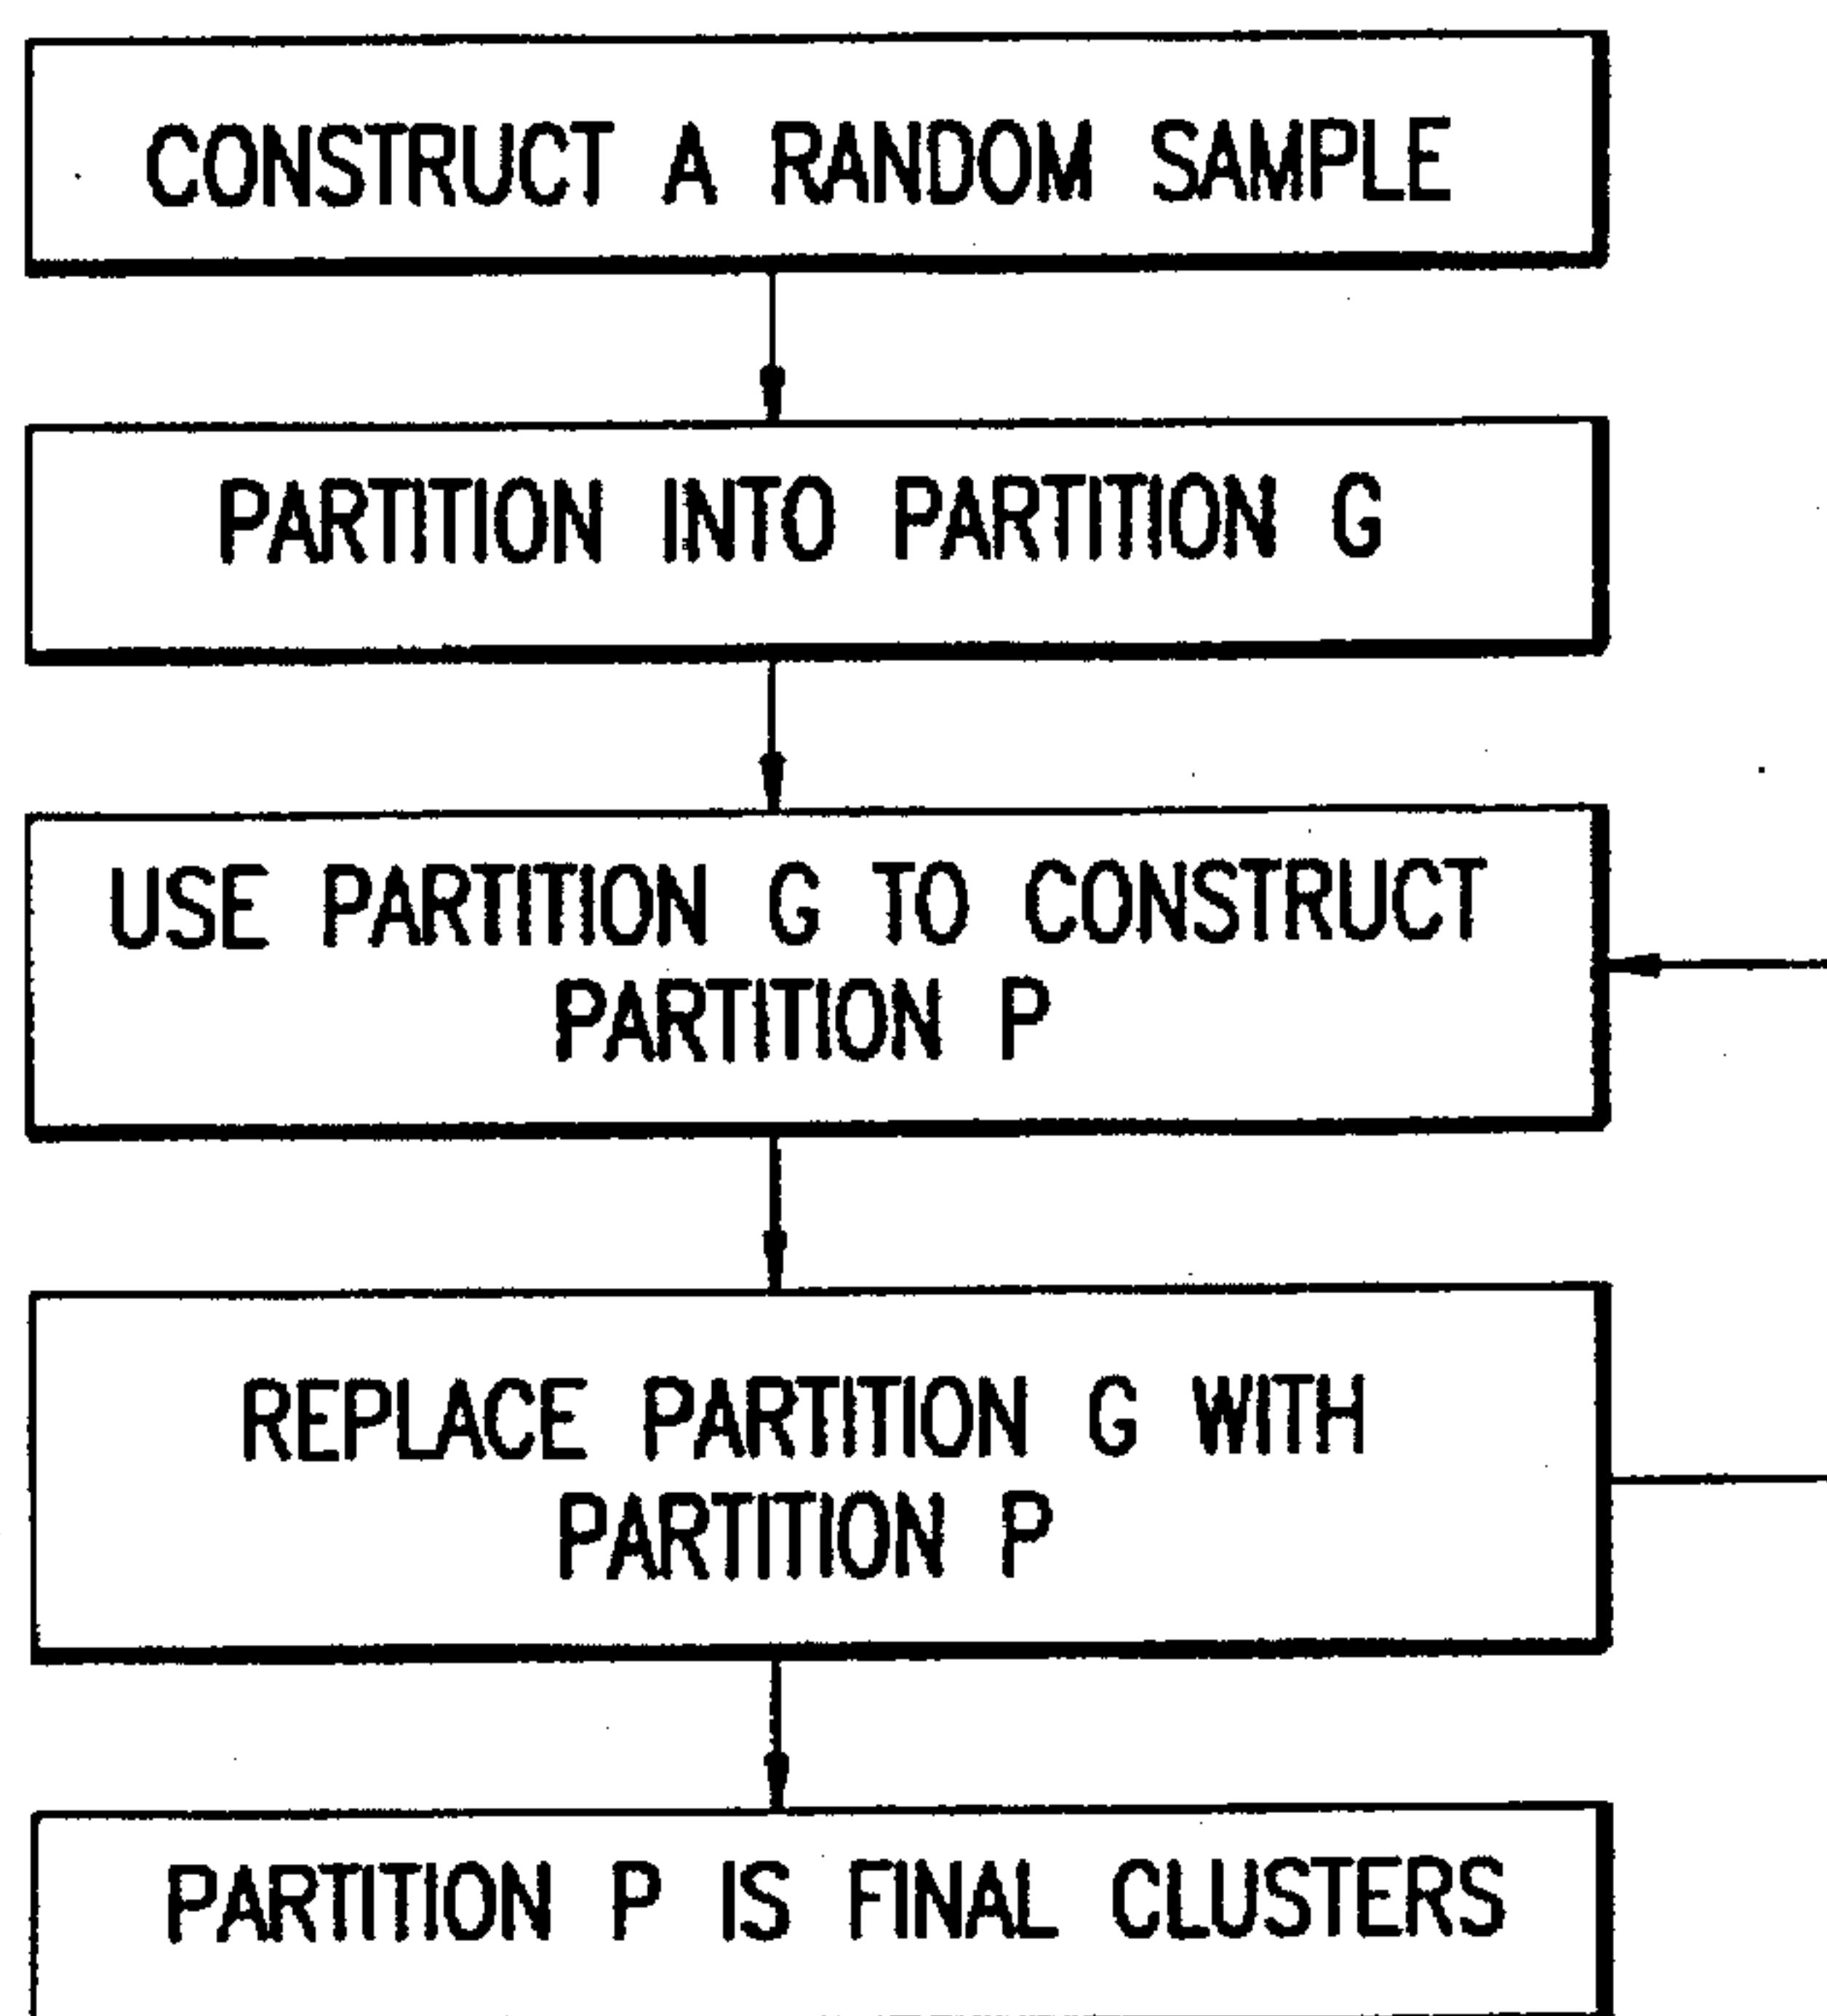 CONSTRUCT A RANDOM SAMPLE
PARTITION INTO PARTITION G
USE PARTITION G TO CONSTRUCT
PARTITION P
REPLACE PARTITION G WITH
PARTITION P
PARTITION P IS FINAL CLUSTERS